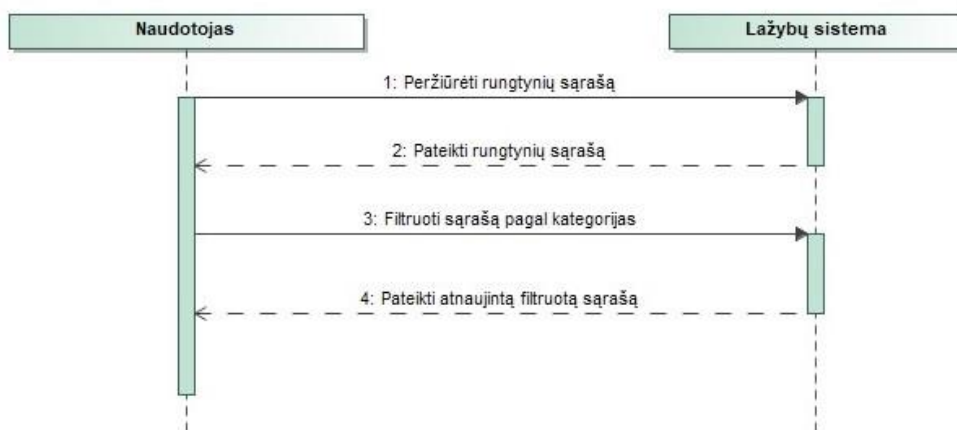 Naudotojas
Lažybų sistema
1: Peržiūrėti rungtynių sąrašą
2: Pateikti rungtynių sąrašą
3: Filtruoti sąrašą pagal kategorijas
4: Pateikti atnaujintą filtruotą sąrašą